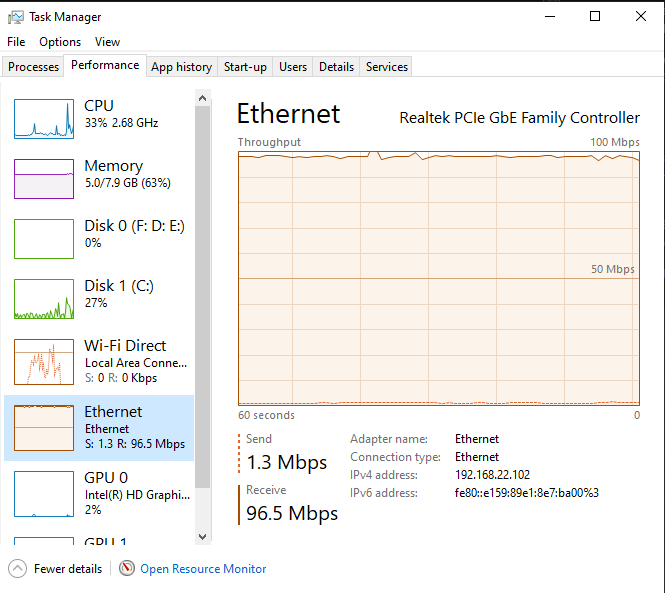 Task Manager
File Options View
Processes Performance App history Start-up Users Details Services
CPU
33% 2.68 GHz
Memory
5.0/7.9 GB (63%)
Disk 0 (F: D: E:)
0%
Disk 1 (C:)
27%
Wi-Fi Direct
Local Area Conne...
S: 0 R: 0 Kbps
Ethernet
Ethernet
S: 1.3 R: 96.5 Mbps
GPU 0
Intel(R) HD Graphi...
2%
GPU 1
Ethernet
Realtek PCIe GbE Family Controller
Throughput
100 Mbps
50 Mbps
60 seconds
0
Send
1.3 Mbps
Receive
96.5 Mbps
Adapter name: Ethernet
Connection type: Ethernet
IPv4 address: 192.168.22.102
IPv6 address: fe80::e159:89e1:8e7:ba00%3
Fewer details
Open Resource Monitor